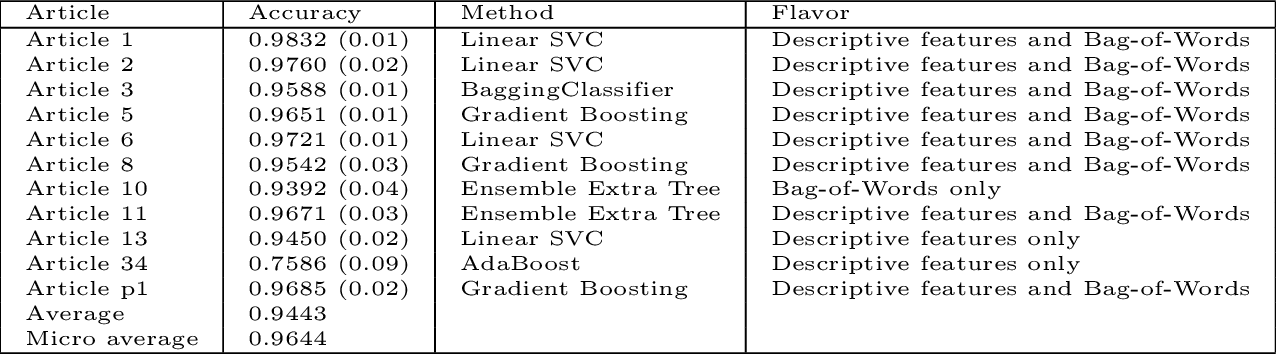 Article Accuracy Method Flavor
Article 1 0.9832 (0.01) Linear SVC Descriptive features and Bag-of-Words
Article 2 0.9760 (0.02) Linear SVC Descriptive features and Bag-of-Words
Article 3 0.9588 (0.01) BaggingClassifier Descriptive features and Bag-of-Words
Article 5 0.9651 (0.01) Gradient Boosting Descriptive features and Bag-of-Words
Article 6 0.9721 (0.01) Linear SVC Descriptive features and Bag-of-Words
Article 8 0.9542 (0.03) Gradient Boosting Descriptive features and Bag-of-Words
Article 10 0.9392 (0.04) Ensemble Extra Tree Bag-of-Words only
Article 11 0.9671 (0.03) Ensemble Extra Tree Descriptive features and Bag-of-Words
Article 13 0.9450 (0.02) Linear SVC Descriptive features only
Article 34 0.7586 (0.09) AdaBoost Descriptive features only
Article p1 0.9685 (0.02) Gradient Boosting Descriptive features and Bag-of-Words
Average 0.9443
Micro average 0.9644